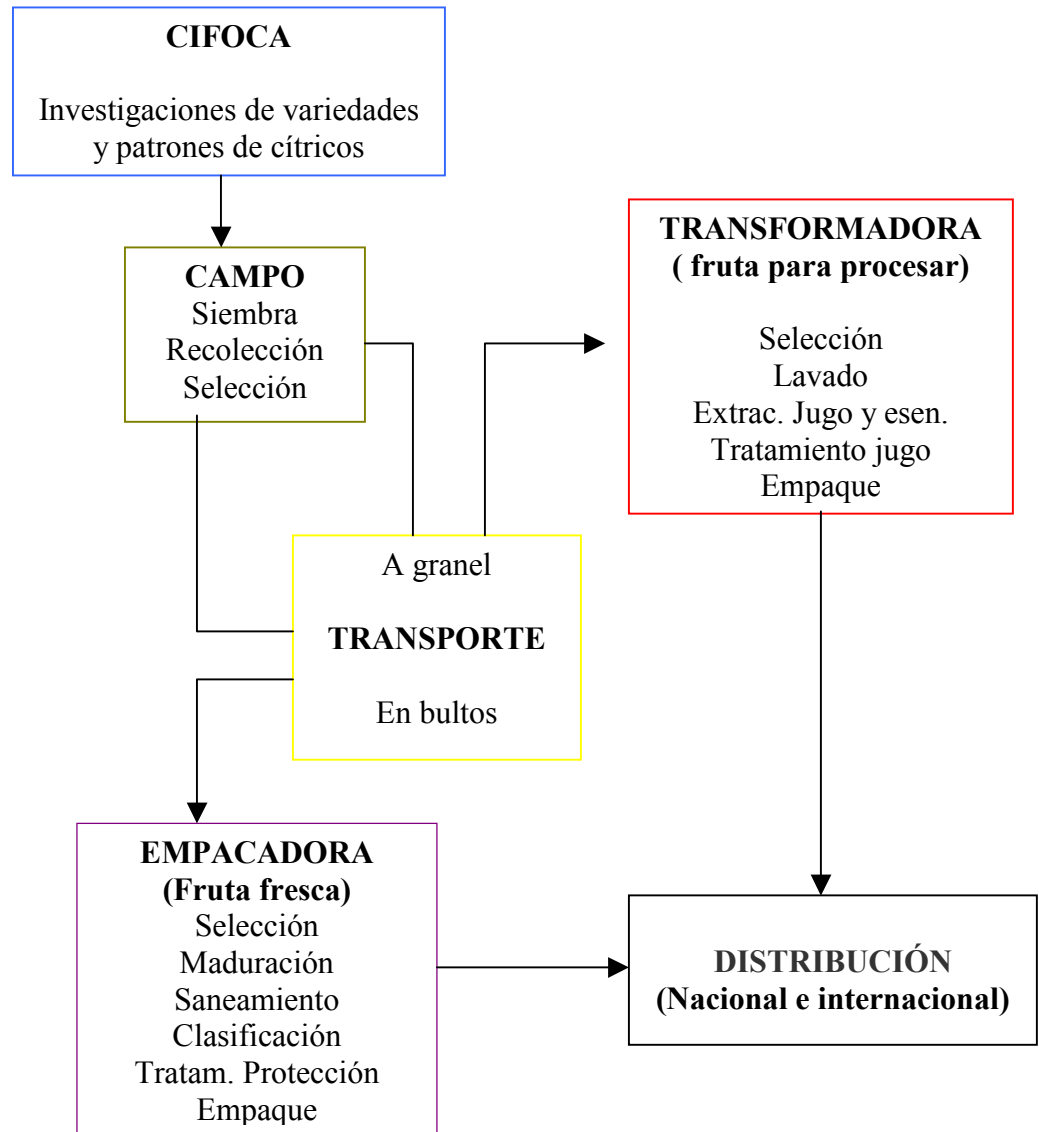 CIFOCA
Investigaciones de variedades
y patrones de cítricos
CAMPO
Siembra
Recolección
Selección
TRANSFORMADORA
( fruta para procesar)
Selección
Lavado
Extrac. Jugo y esen.
Tratamiento jugo
Empaque
A granel
TRANSPORTE
En bultos
EMPACADORA
(Fruta fresca)
Selección
Maduración
Saneamiento
Clasificación
Tratam. Protección
Empaque
DISTRIBUCIÓN
(Nacional e internacional)